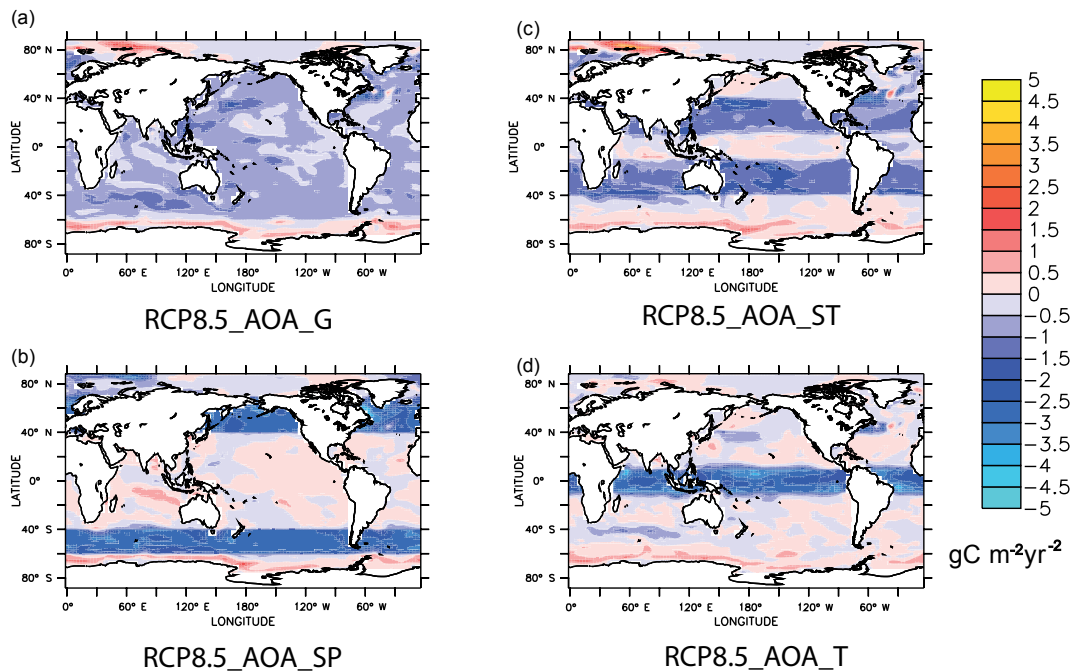 (a)
80° N
40° N
0°
40° S
80° S
LATITUDE
0° 60° E 120° E 180° 120° W 60° W
LONGITUDE
RCP8.5_AOA_G
(c)
80° N
40° N
0°
40° S
80° S
LATITUDE
0° 60° E 120° E 180° 120° W 60° W
LONGITUDE
RCP8.5_AOA_ST
(b)
80° N
40° N
0°
40° S
80° S
LATITUDE
0° 60° E 120° E 180° 120° W 60° W
LONGITUDE
RCP8.5_AOA_SP
(d)
80° N
40° N
0°
40° S
80° S
LATITUDE
0° 60° E 120° E 180° 120° W 60° W
LONGITUDE
RCP8.5_AOA_T
5
4.5
4
3.5
3
2.5
2
1.5
1
0.5
0
−0.5
−1
−1.5
−2
−2.5
−3
−3.5
−4
−4.5
−5
gC m⁻²yr⁻²